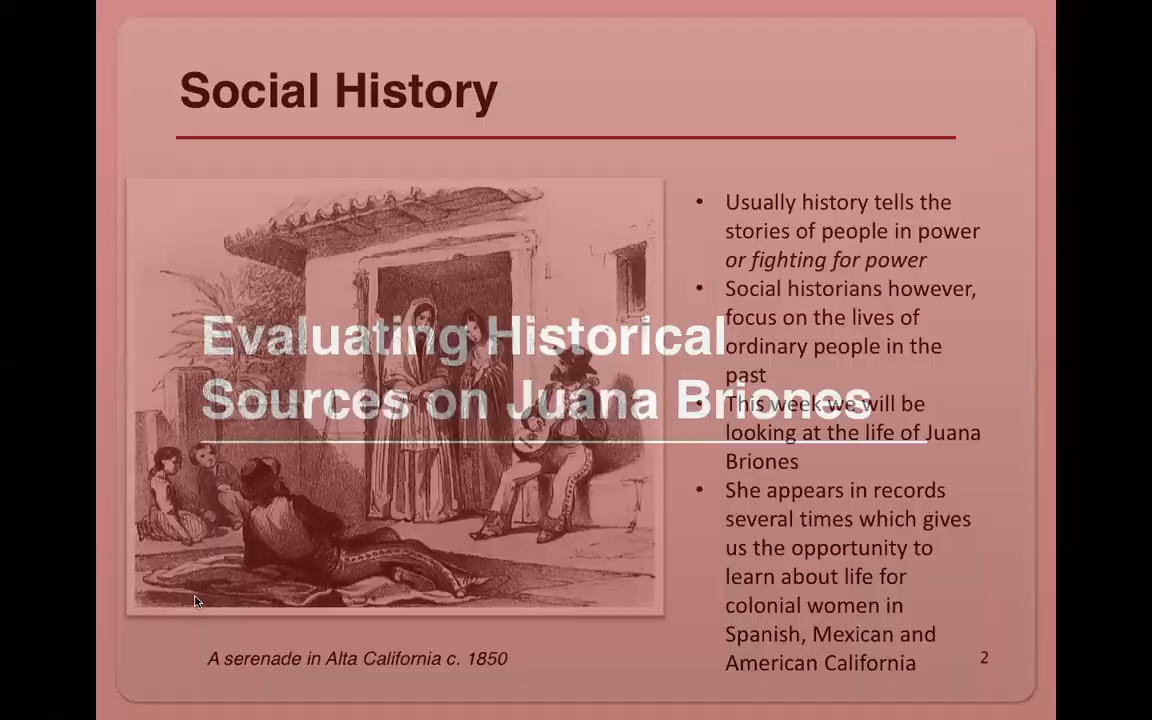 Social History
Evaluating Historical
Sources on Juana Briones
• Usually history tells the
stories of people in power
or fighting for power
• Social historians however,
focus on the lives of
ordinary people in the
past
• This week we will be
looking at the life of Juana
Briones
• She appears in records
several times which gives
us the opportunity to
learn about life for
colonial women in
Spanish, Mexican and
American California
A serenade in Alta California c. 1850
2